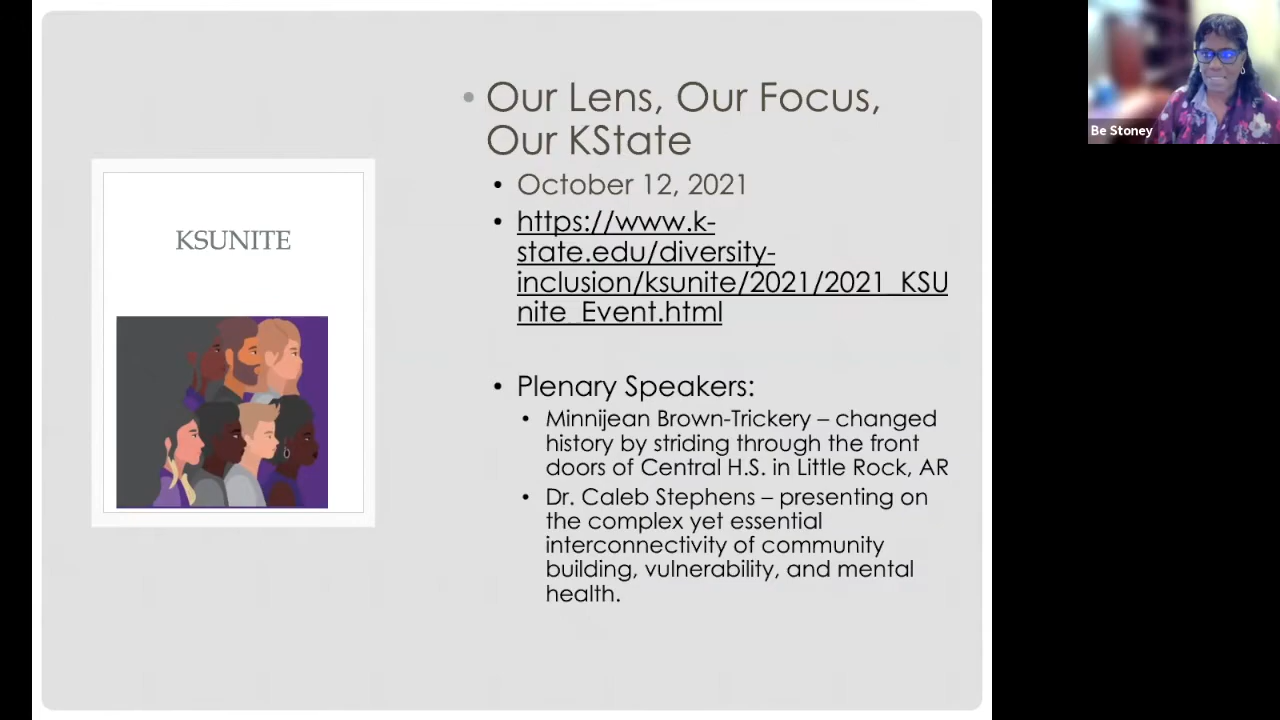 KSUNITE
• Our Lens, Our Focus,
Our KState
• October 12, 2021
• https://www.k-
state.edu/diversity-
inclusion/ksunite/2021/2021_KSU
nite_Event.html
• Plenary Speakers:
• Minnijean Brown-Trickery – changed
history by striding through the front
doors of Central H.S. in Little Rock, AR
• Dr. Caleb Stephens – presenting on
the complex yet essential
interconnectivity of community
building, vulnerability, and mental
health.
Be Stoney